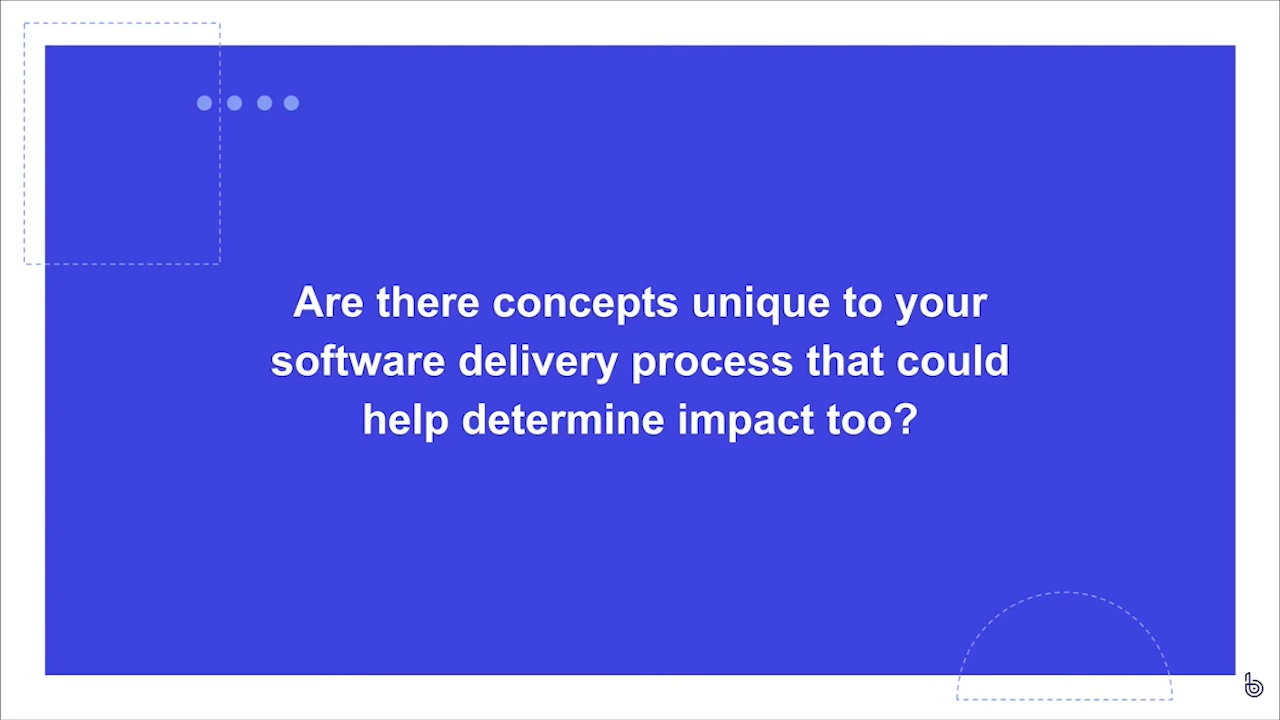 Are there concepts unique to your
software delivery process that could
help determine impact too?